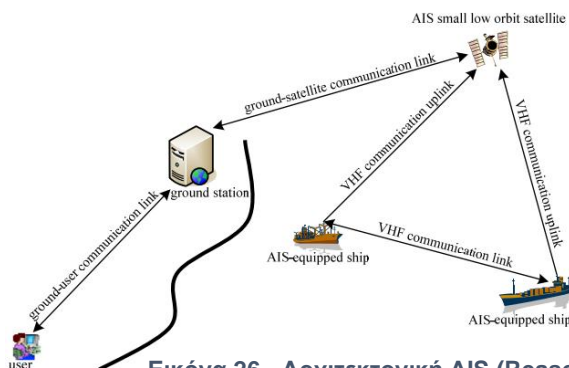 AIS small low orbit satellite
ground-satellite communication link
VHF communication uplink
VHF communication uplink
ground station
ground-user communication link
AIS-equipped ship
VHF communication link
AIS-equipped ship
user
Εικόνα 26 - Αρχιτεκτονική AIS